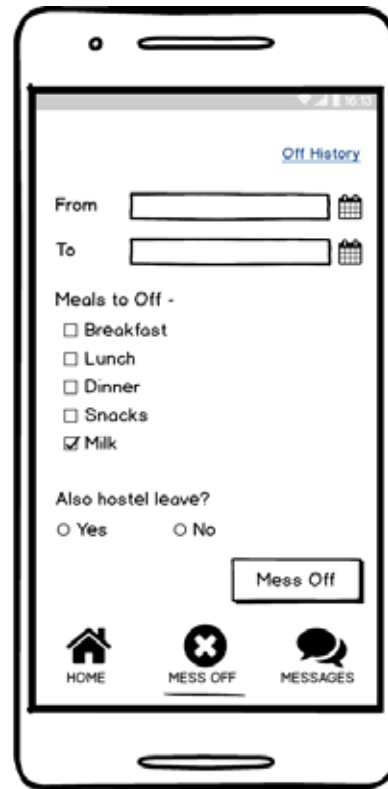 16:13
Off History
From
To
Meals to Off -
Breakfast
Lunch
Dinner
Snacks
Milk
Also hostel leave?
Yes No
Mess Off
HOME MESS OFF MESSAGES